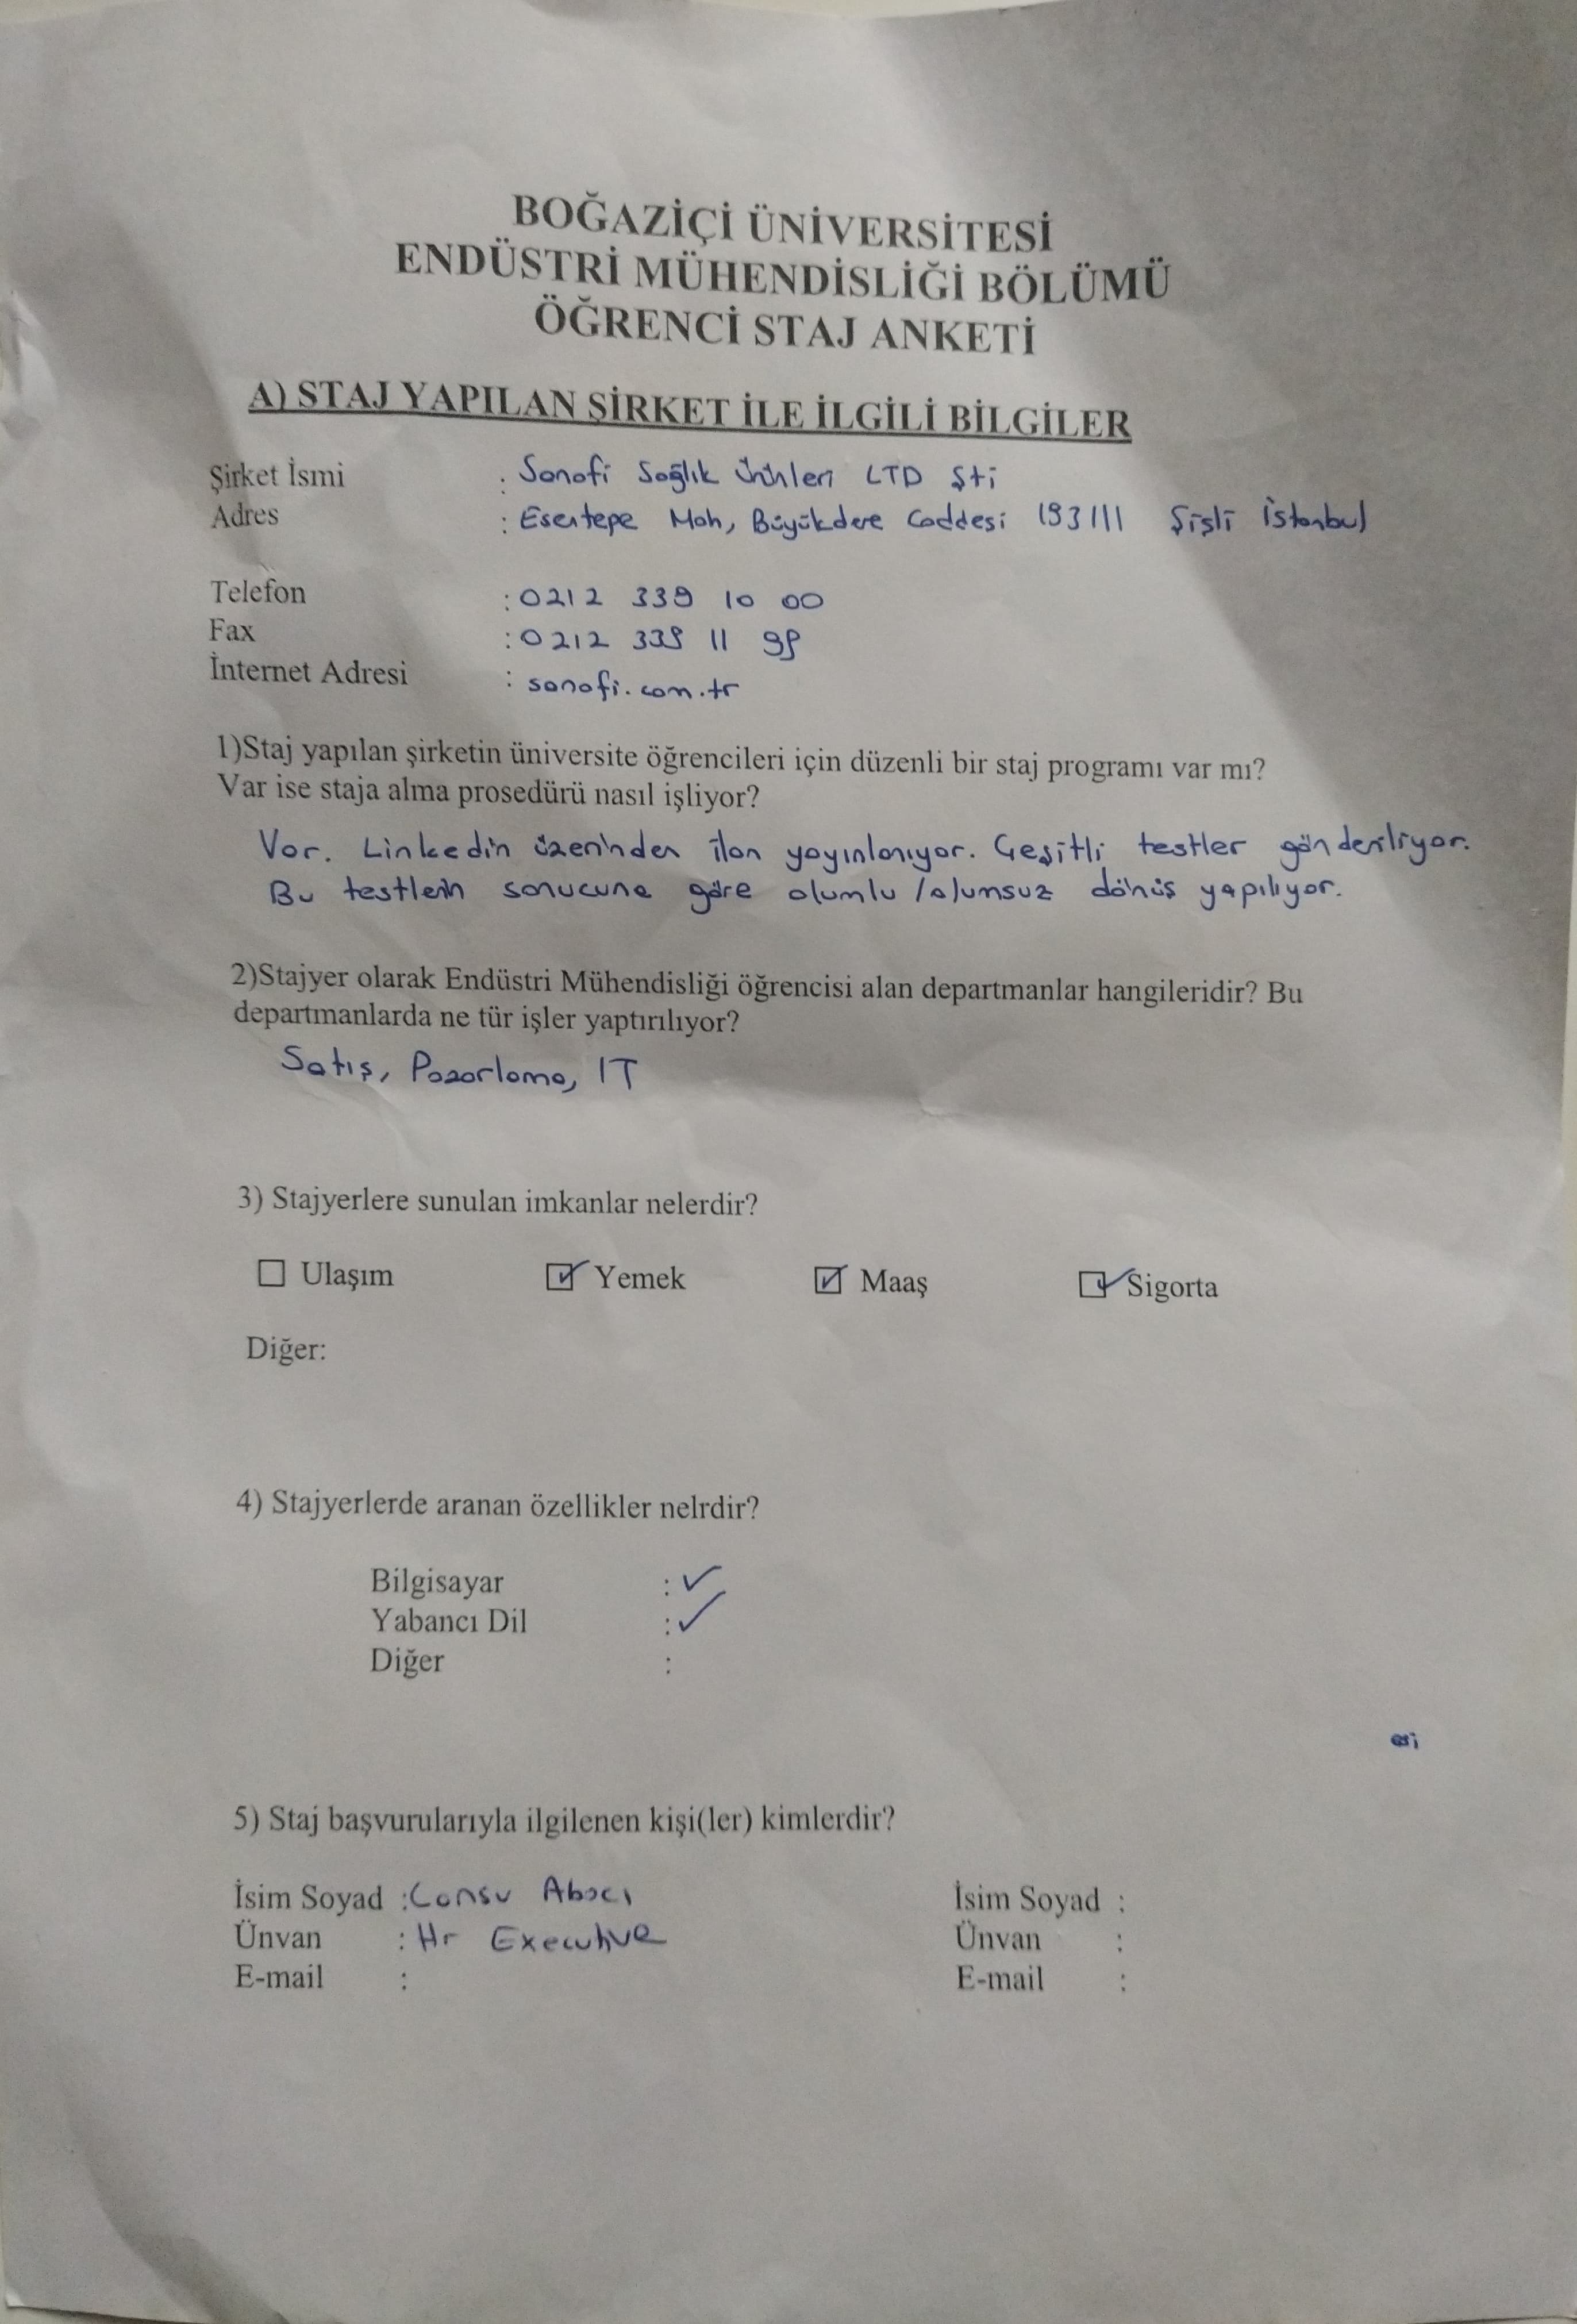 BOĞAZİÇİ ÜNİVERSİTESİ
ENDÜSTRİ MÜHENDİSLİĞİ BÖLÜMÜ
ÖĞRENCİ STAJ ANKETİ
A) STAJ YAPILAN ŞİRKET İLE İLGİLİ BİLGİLER
Şirket İsmi : Sanofi Sağlık Ürünleri LTD Şti
Adres : Esentepe Mah, Büyükdere Caddesi 193/11 Şişli İstanbul
Telefon : 0212 339 10 00
Fax : 0212 339 11 99
İnternet Adresi : sanofi.com.tr
1)Staj yapılan şirketin üniversite öğrencileri için düzenli bir staj programı var mı?
Var ise staja alma prosedürü nasıl işliyor?
Var. Linkedin üzerinden ilan yayınlanıyor. Çeşitli testler gönderiliyor.
Bu testlerin sonucuna göre olumlu/olumsuz dönüş yapılıyor.
2)Stajyer olarak Endüstri Mühendisliği öğrencisi alan departmanlar hangileridir? Bu
departmanlarda ne tür işler yaptırılıyor?
Satış, Pazarlama, IT
3) Stajyerlere sunulan imkanlar nelerdir?
Ulaşım Yemek Maaş Sigorta
Diğer:
4) Stajyerlerde aranan özellikler nelrdir?
Bilgisayar : ✓
Yabancı Dil : ✓
Diğer :
5) Staj başvurularıyla ilgilenen kişi(ler) kimlerdir?
İsim Soyad : Cansu Abacı İsim Soyad :
Ünvan : Hr Executive Ünvan :
E-mail : E-mail :